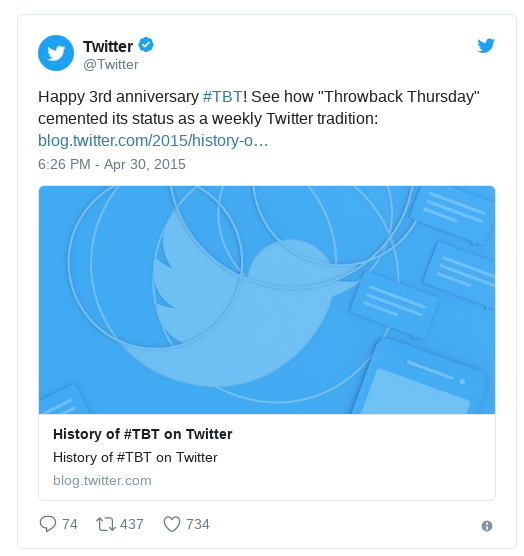 Twitter
@Twitter
Happy 3rd anniversary #TBT! See how "Throwback Thursday"
cemented its status as a weekly Twitter tradition:
blog.twitter.com/2015/history-o…
6:26 PM - Apr 30, 2015
History of #TBT on Twitter
History of #TBT on Twitter
blog.twitter.com
74 437 734